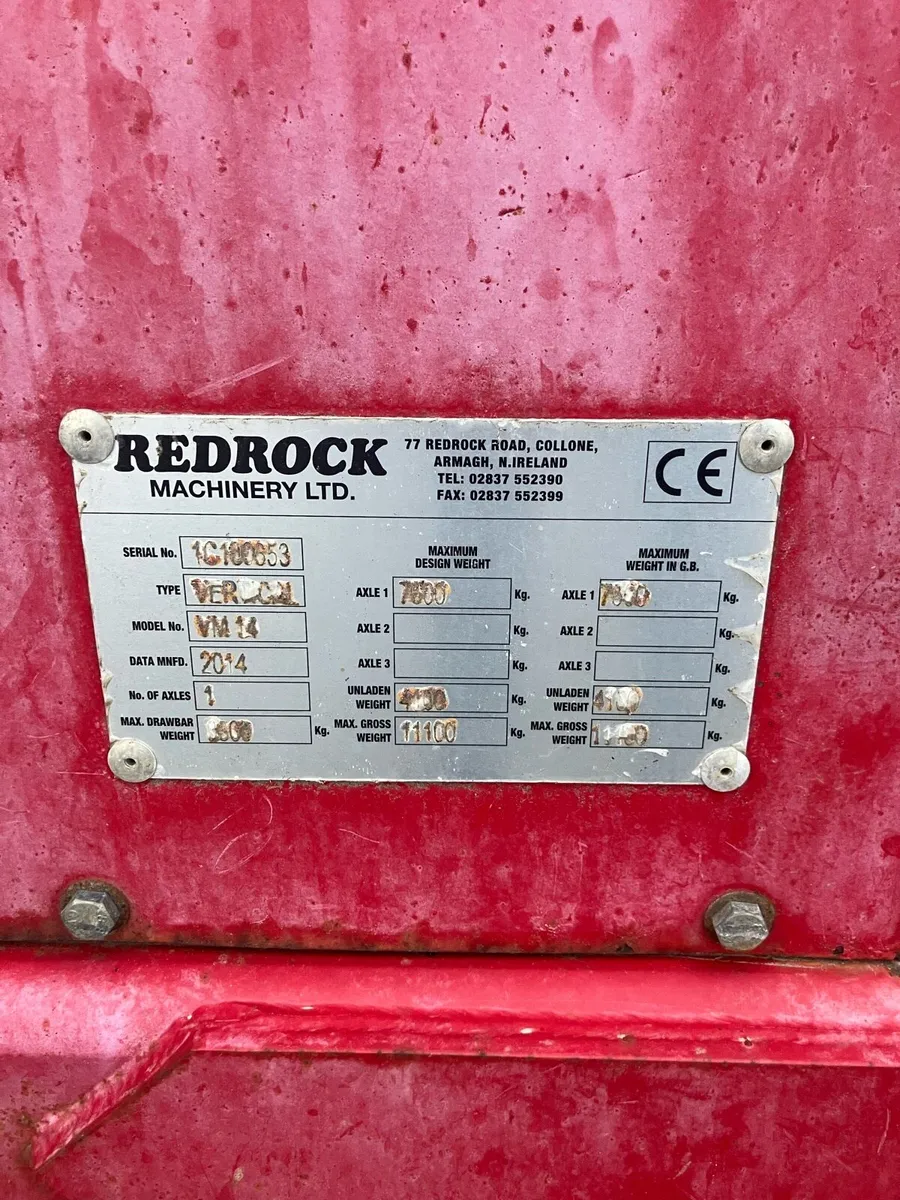 REDROCK
MACHINERY LTD.
77 REDROCK ROAD, COLLONE,
ARMAGH, N.IRELAND
TEL: 02837 552390
FAX: 02837 552399
CE
SERIAL No.
TYPE
MODEL No. VM 14
DATA MNFD. 2014
No. OF AXLES 1
MAX. DRAWBAR
WEIGHT Kg.
MAXIMUM
DESIGN WEIGHT
AXLE 1 Kg.
AXLE 2 Kg.
AXLE 3 Kg.
UNLADEN
WEIGHT Kg.
MAX. GROSS
WEIGHT 11100 Kg.
MAXIMUM
WEIGHT IN G.B.
AXLE 1 Kg.
AXLE 2 Kg.
AXLE 3 Kg.
UNLADEN
WEIGHT Kg.
MAX. GROSS
WEIGHT Kg.